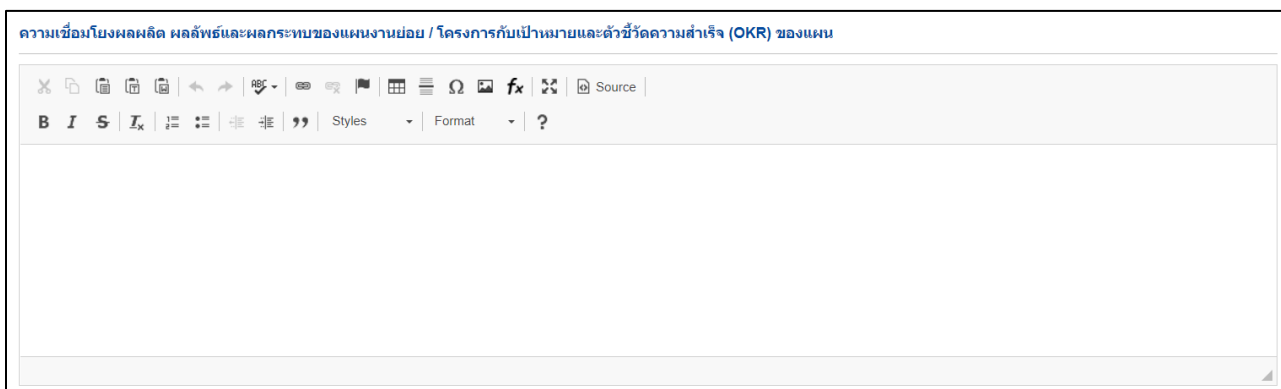 ความเชื่อมโยงผลผลิต ผลลัพธ์และผลกระทบของแผนงานย่อย / โครงการกับเป้าหมายและตัวชี้วัดความสำเร็จ (OKR) ของแผน
ABC fx Source
B I S Ix Styles Format ?